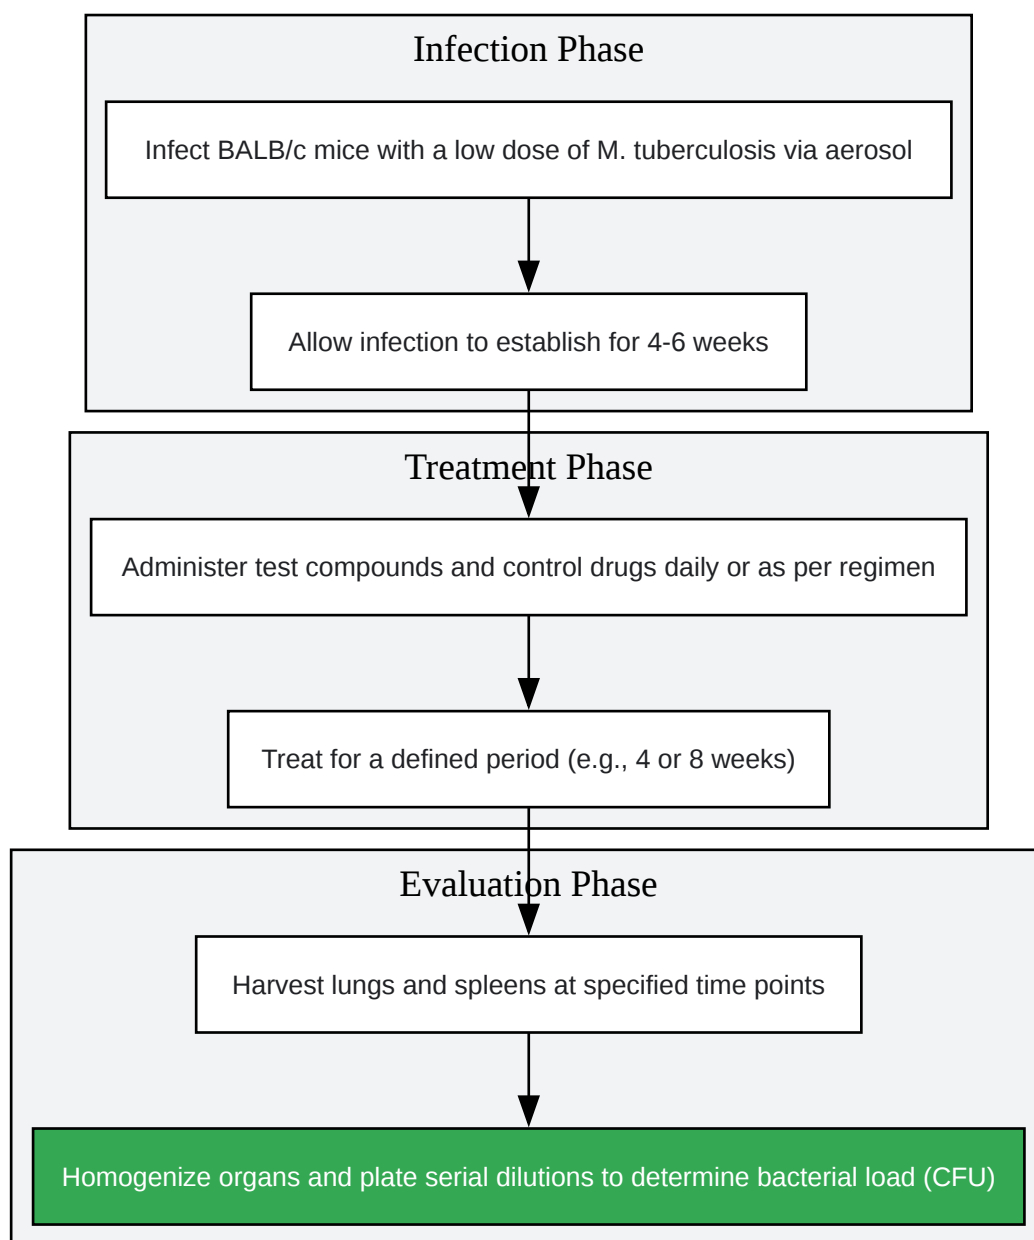 Infection Phase
Infect BALB/c mice with a low dose of M. tuberculosis via aerosol
Allow infection to establish for 4-6 weeks
Treatment Phase
Administer test compounds and control drugs daily or as per regimen
Treat for a defined period (e.g., 4 or 8 weeks)
Evaluation Phase
Harvest lungs and spleens at specified time points
Homogenize organs and plate serial dilutions to determine bacterial load (CFU)